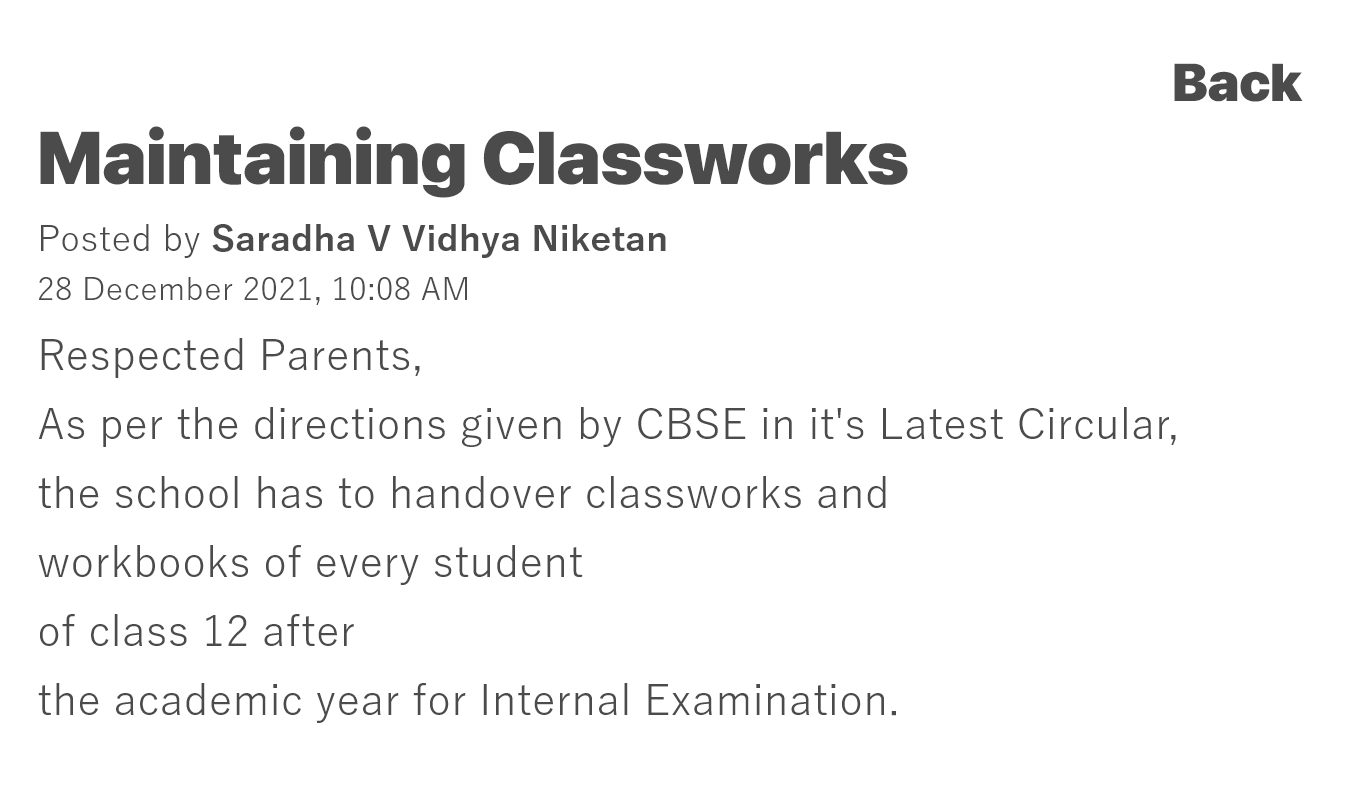 Back
Maintaining Classworks
Posted by Saradha V Vidhya Niketan
28 December 2021, 10:08 AM
Respected Parents,
As per the directions given by CBSE in it's Latest Circular,
the school has to handover classworks and
workbooks of every student
of class 12 after
the academic year for Internal Examination.